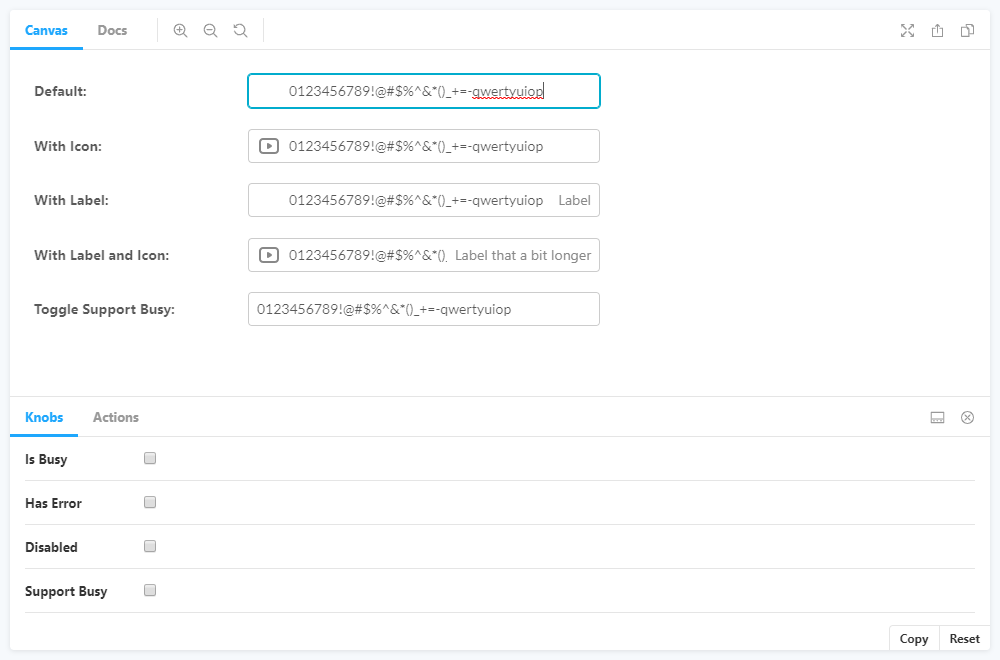 Canvas Docs
Default: 0123456789!@#$%^&*()_+=-qwertyuiop
With Icon: 0123456789!@#$%^&*()_+=-qwertyuiop
With Label: 0123456789!@#$%^&*()_+=-qwertyuiop Label
With Label and Icon: 0123456789!@#$%^&*()_ Label that a bit longer
Toggle Support Busy: 0123456789!@#$%^&*()_+=-qwertyuiop
Knobs Actions
Is Busy
Has Error
Disabled
Support Busy
Copy Reset